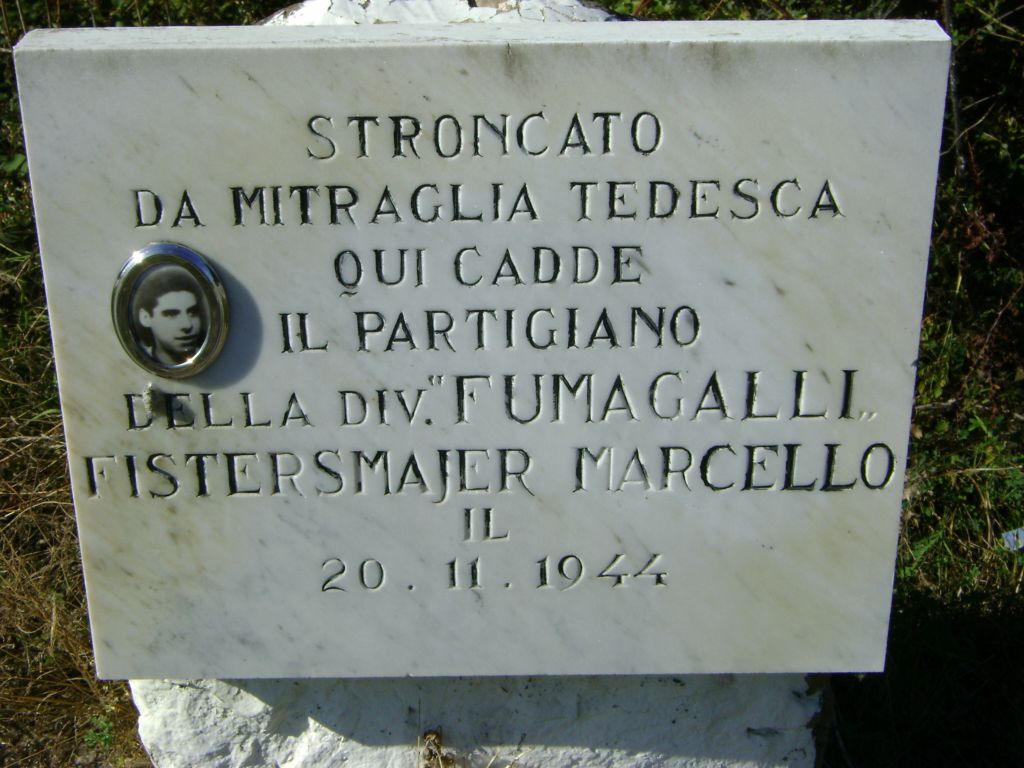 STRONCATO
DA MITRAGLIA TEDESCA
QUI CADDE
IL PARTIGIANO
DELLA DIV. "FUMAGALLI„
FISTERSMAJER MARCELLO
IL
20 . 11 . 1944